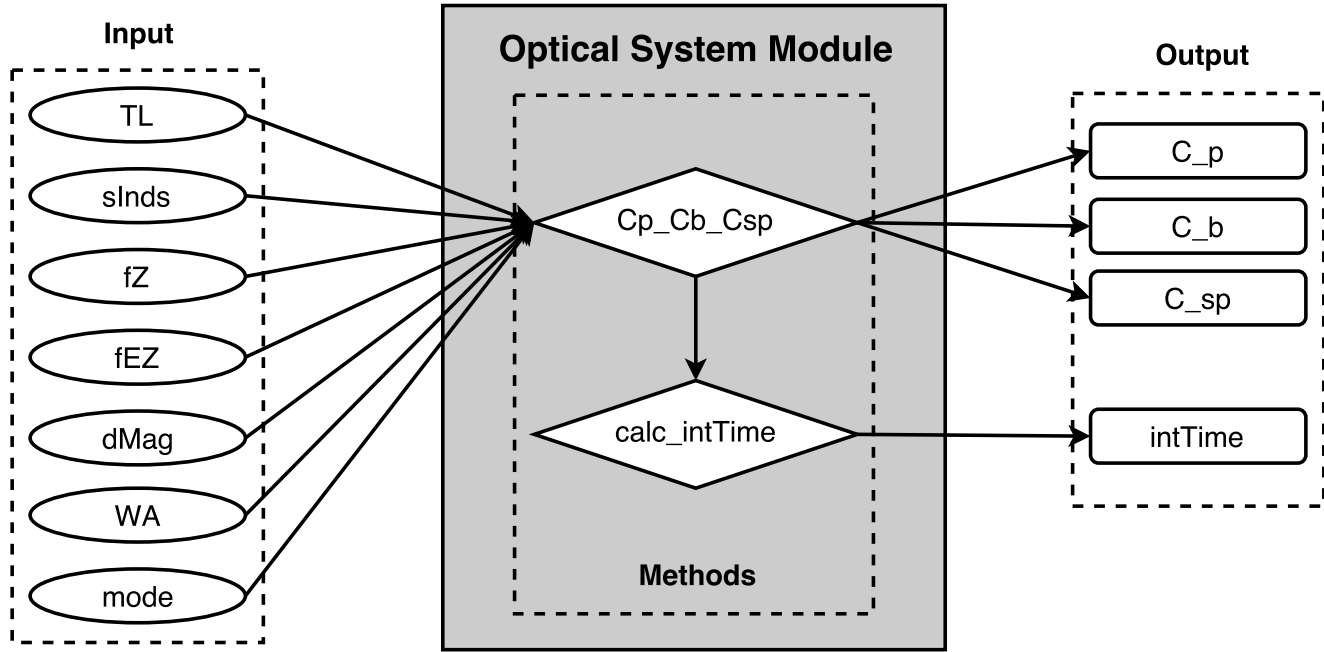 Input
TL
sInds
fZ
fEZ
dMag
WA
mode
Optical System Module
Cp_Cb_Csp
calc_intTime
Methods
Output
C_p
C_b
C_sp
intTime